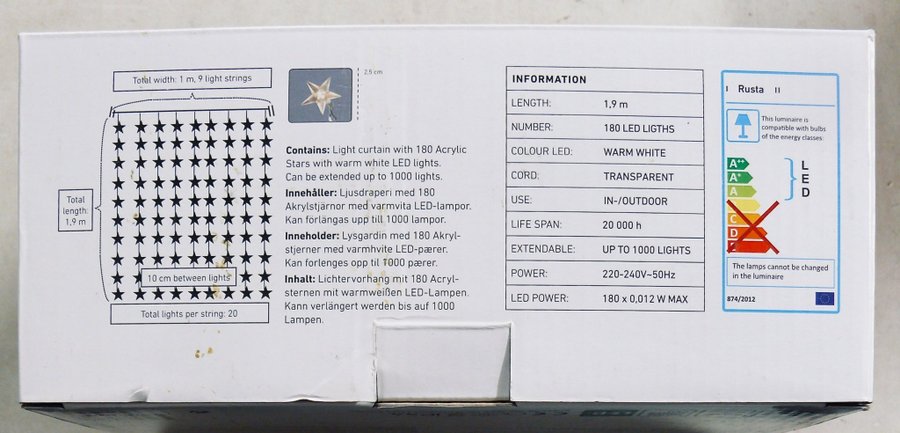 Total width: 1 m, 9 light strings
Total
length:
1,9 m
10 cm between lights
Total lights per string: 20
2,5 cm
Contains: Light curtain with 180 Acrylic
Stars with warm white LED lights.
Can be extended up to 1000 lights.
Innehåller: Ljusdraperi med 180
Akrylstjärnor med varmvita LED-lampor.
Kan förlängas upp till 1000 lampor.
Inneholder: Lysgardin med 180 Akryl-
stjerner med varmhvite LED-pærer.
Kan forlenges opp til 1000 pærer.
Inhalt: Lichtervorhang mit 180 Acryl-
sternen mit warmweißen LED-Lampen.
Kann verlängert werden bis auf 1000
Lampen.
INFORMATION
LENGTH: 1,9 m
NUMBER: 180 LED LIGTHS
COLOUR LED: WARM WHITE
CORD: TRANSPARENT
USE: IN-/OUTDOOR
LIFE SPAN: 20 000 h
EXTENDABLE: UP TO 1000 LIGHTS
POWER: 220-240V~50Hz
LED POWER: 180 x 0,012 W MAX
I Rusta II
This luminaire is
compatible with bulbs
of the energy classes
A++
A+
A
C
D
L
E
D
The lamps cannot be changed
in the luminaire
874/2012